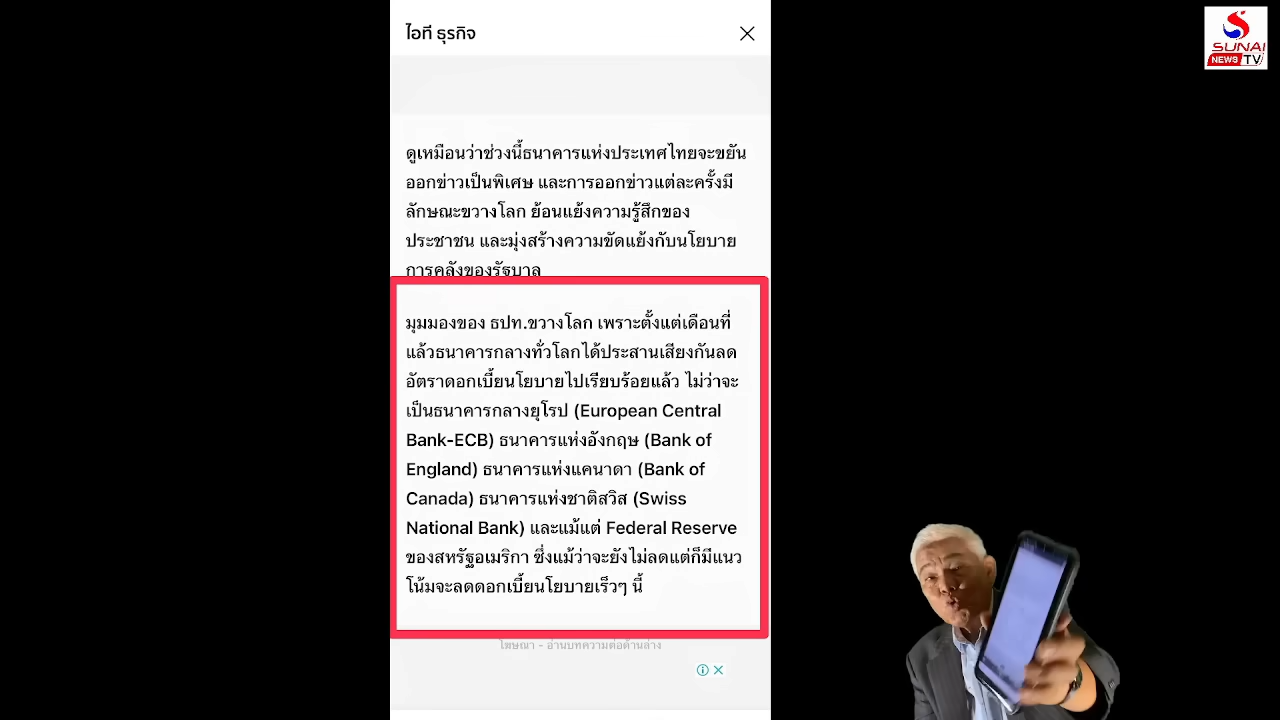 ไอที ธุรกิจ
SUNAI
NEWS TV
ดูเหมือนว่าช่วงนี้ธนาคารแห่งประเทศไทยจะขยัน
ออกข่าวเป็นพิเศษ และการออกข่าวแต่ละครั้งมี
ลักษณะขวางโลก ย้อนแย้งความรู้สึกของ
ประชาชน และมุ่งสร้างความขัดแย้งกับนโยบาย
การคลังของรัฐบาล
มุมมองของ ธปท.ขวางโลก เพราะตั้งแต่เดือนที่
แล้วธนาคารกลางทั่วโลกได้ประสานเสียงกันลด
อัตราดอกเบี้ยนโยบายไปเรียบร้อยแล้ว ไม่ว่าจะ
เป็นธนาคารกลางยุโรป (European Central
Bank-ECB) ธนาคารแห่งอังกฤษ (Bank of
England) ธนาคารแห่งแคนาดา (Bank of
Canada) ธนาคารแห่งชาติสวิส (Swiss
National Bank) และแม้แต่ Federal Reserve
ของสหรัฐอเมริกา ซึ่งแม้ว่าจะยังไม่ลดแต่ก็มีแนว
โน้มจะลดดอกเบี้ยนโยบายเร็วๆ นี้
โฆษณา - อ่านบทความต่อด้านล่าง